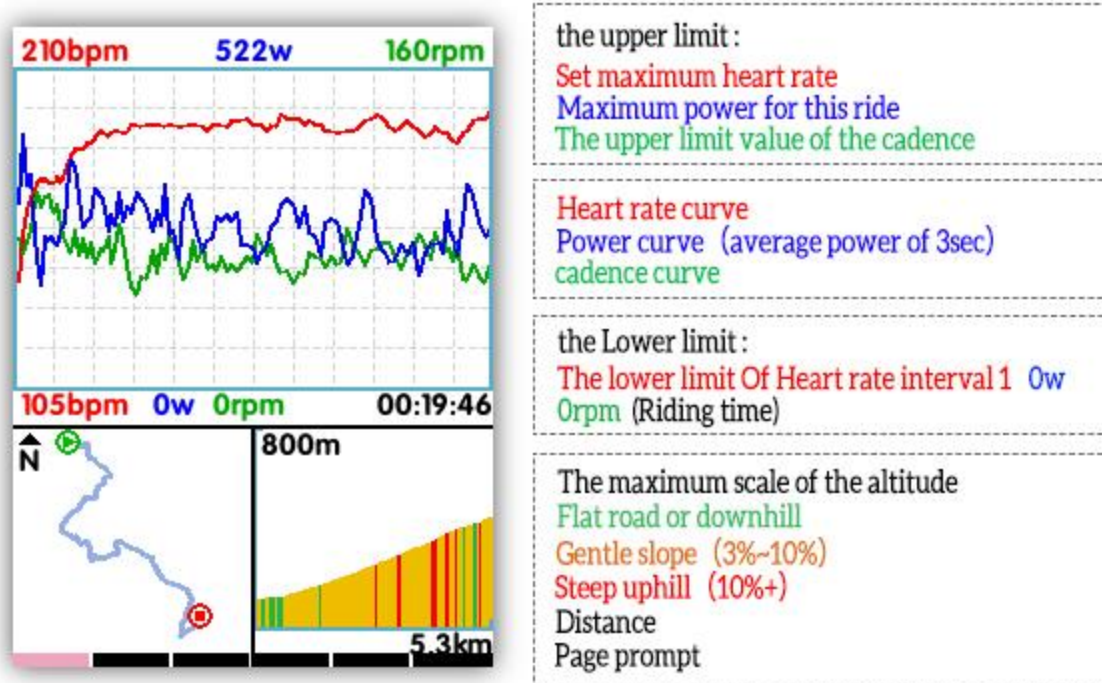 210bpm 522w 160rpm
105bpm 0w 0rpm 00:19:46
N
800m
5.3km
the upper limit :
Set maximum heart rate
Maximum power for this ride
The upper limit value of the cadence
Heart rate curve
Power curve (average power of 3sec)
cadence curve
the Lower limit :
The lower limit Of Heart rate interval 1 0w
0rpm (Riding time)
The maximum scale of the altitude
Flat road or downhill
Gentle slope (3%~10%)
Steep uphill (10%+)
Distance
Page prompt